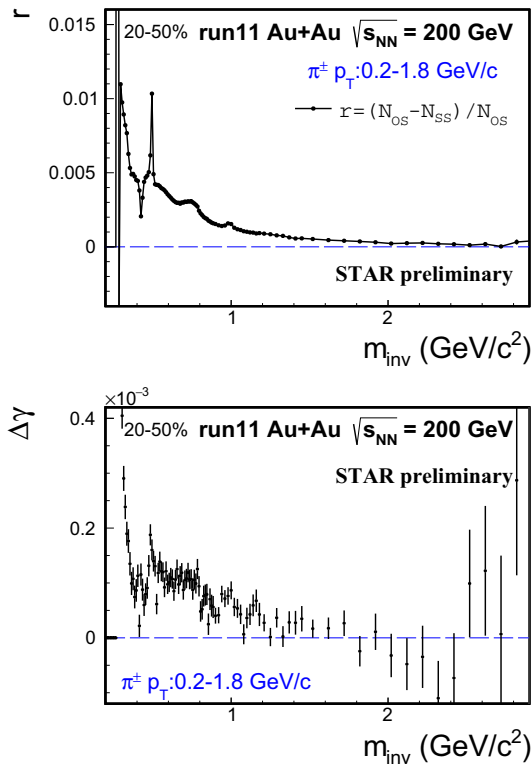 r
0.015
0.01
0.005
0
20-50% run11 Au+Au √sNN = 200 GeV
π± pT:0.2-1.8 GeV/c
r=(NOS-NSS)/NOS
STAR preliminary
1 2
minv (GeV/c2)
Δγ
×10−3
0.4
0.2
0
20-50% run11 Au+Au √sNN = 200 GeV
STAR preliminary
π± pT:0.2-1.8 GeV/c
1 2
minv (GeV/c2)